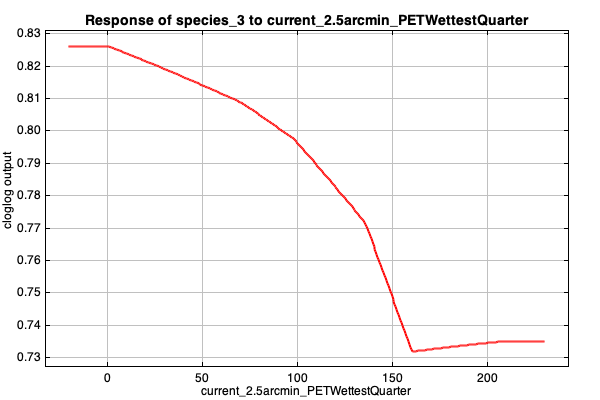 Response of species_3 to current_2.5arcmin_PETWettestQuarter
0.83
0.82
0.81
0.80
0.79
0.78
0.77
0.76
0.75
0.74
0.73
cloglog output
0 50 100 150 200
current_2.5arcmin_PETWettestQuarter